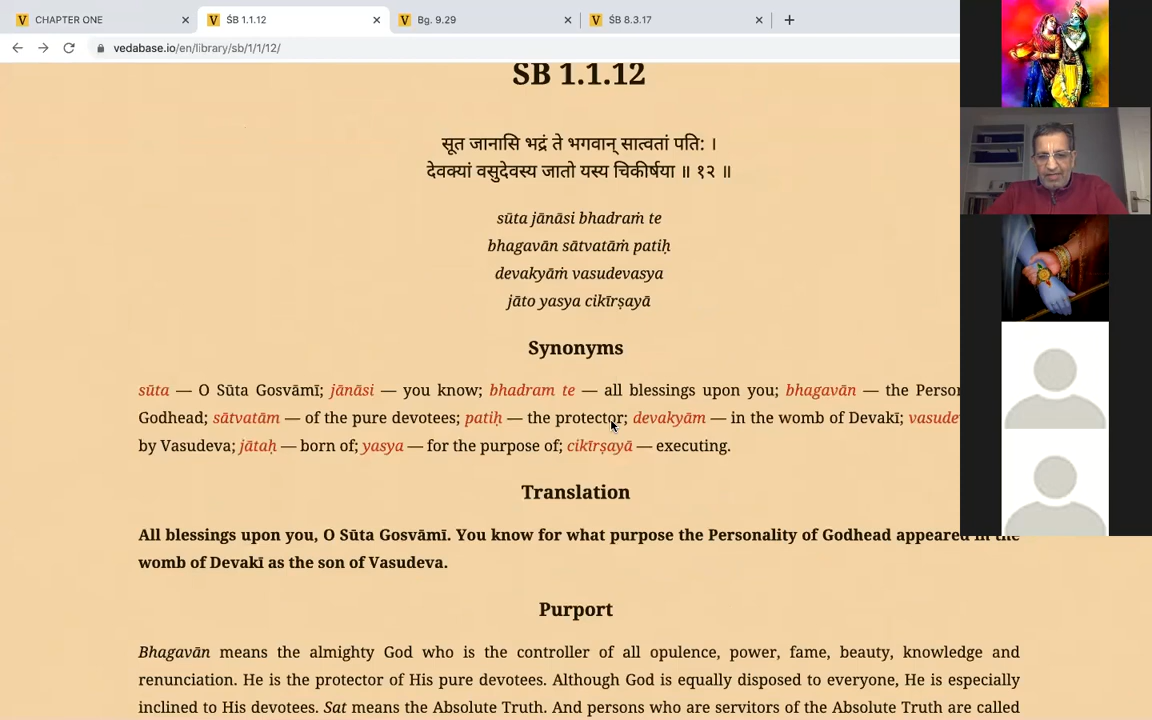 CHAPTER ONE
ŚB 1.1.12
Bg. 9.29
ŚB 8.3.17
vedabase.io/en/library/sb/1/1/12/
ŚB 1.1.12
सूत जानासि भद्रं ते भगवान् सात्वतां पति: ।
देवक्यां वसुदेवस्य जातो यस्य चिकीर्षया ॥ १२ ॥
sūta jānāsi bhadraṁ te
bhagavān sātvatāṁ patiḥ
devakyāṁ vasudevasya
jāto yasya cikīrṣayā
Synonyms
sūta — O Sūta Gosvāmī; jānāsi — you know; bhadram te — all blessings upon you; bhagavān — the
Godhead; sātvatām — of the pure devotees; patiḥ — the protector; devakyām — in the womb of Devakī;
by Vasudeva; jātaḥ — born of; yasya — for the purpose of; cikīrṣayā — executing.
Translation
All blessings upon you, O Sūta Gosvāmī. You know for what purpose the Personality of Godhead appeared in the
womb of Devakī as the son of Vasudeva.
Purport
Bhagavān means the almighty God who is the controller of all opulence, power, fame, beauty, knowledge and
renunciation. He is the protector of His pure devotees. Although God is equally disposed to everyone, He is especially
inclined to His devotees. Sat means the Absolute Truth. And persons who are servitors of the Absolute Truth are called